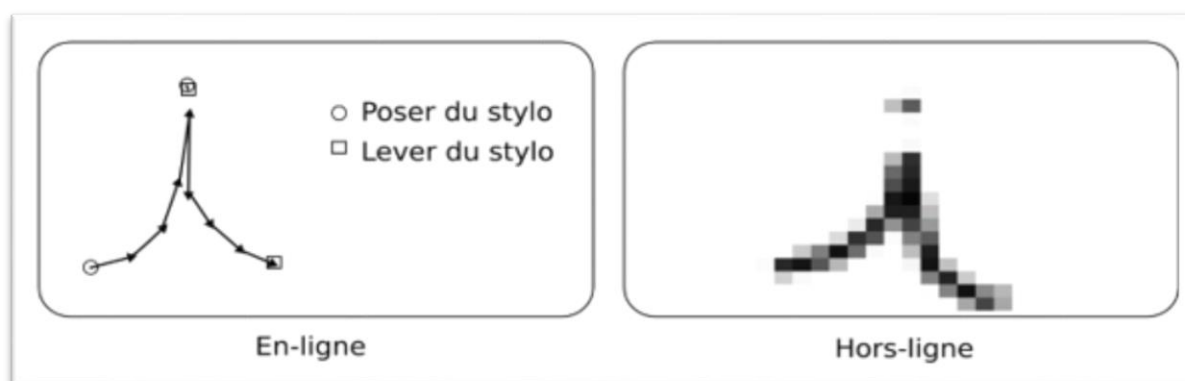 Poser du stylo
Lever du stylo
En-ligne
Hors-ligne